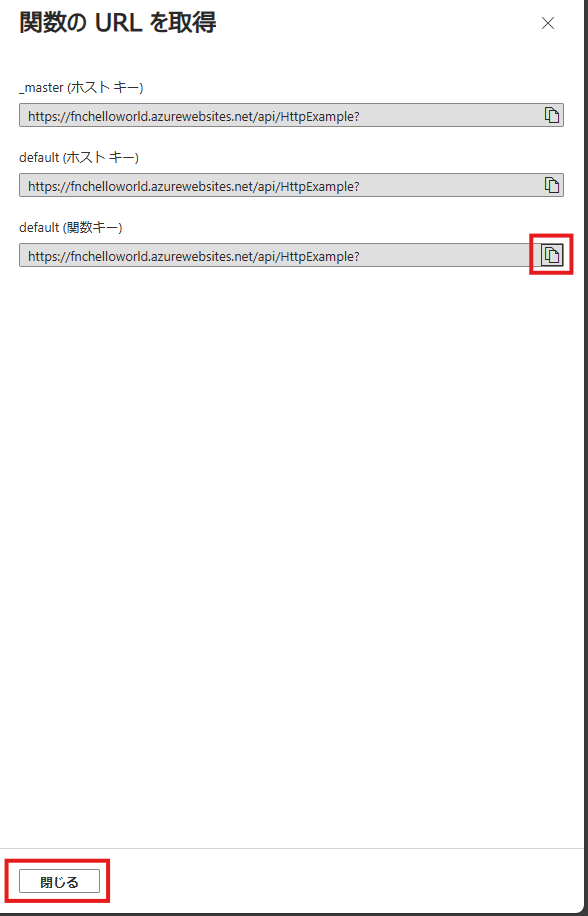 関数の URL を取得
_master (ホスト キー)
https://fnchelloworld.azurewebsites.net/api/HttpExample?
default (ホスト キー)
https://fnchelloworld.azurewebsites.net/api/HttpExample?
default (関数キー)
https://fnchelloworld.azurewebsites.net/api/HttpExample?
閉じる